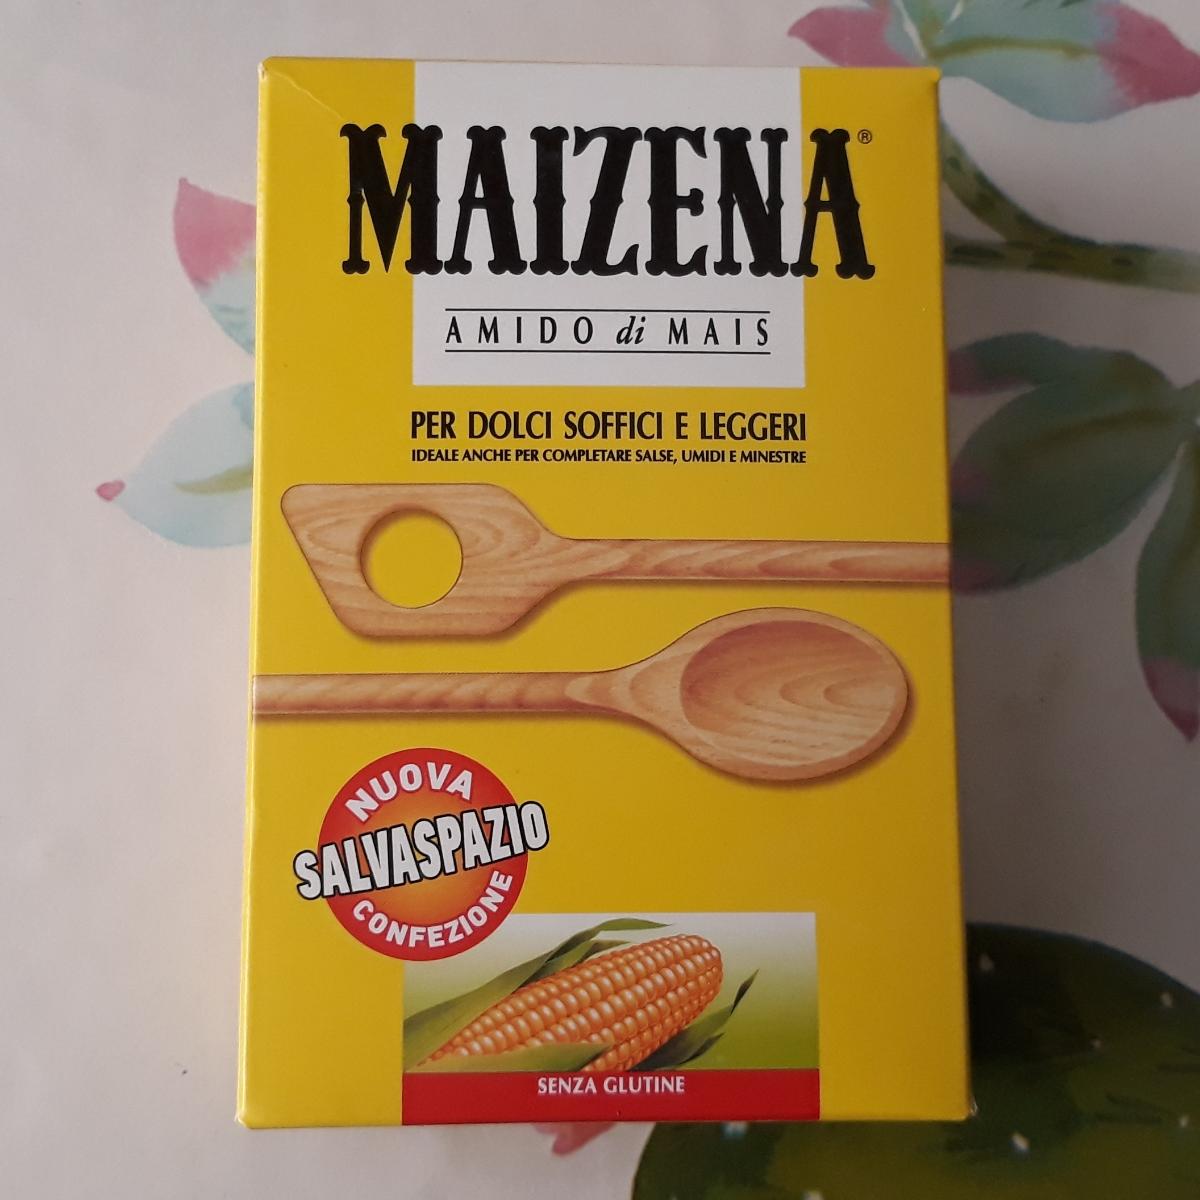 MAIZENA®
AMIDO di MAIS
PER DOLCI SOFFICI E LEGGERI
IDEALE ANCHE PER COMPLETARE SALSE, UMIDI E MINESTRE
NUOVA
SALVASPAZIO
CONFEZIONE
SENZA GLUTINE